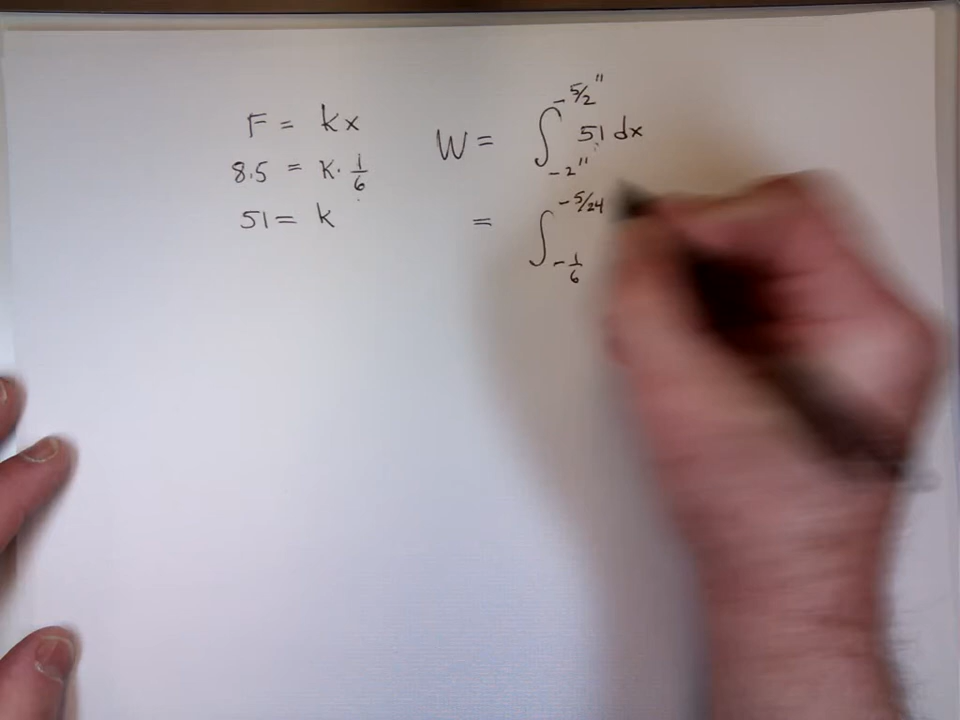 F = kx
8.5 = k · 1/6
51 = k
W = ∫_{-2"}^{-5/2"} 51 dx
= ∫_{-1/6}^{-5/24}